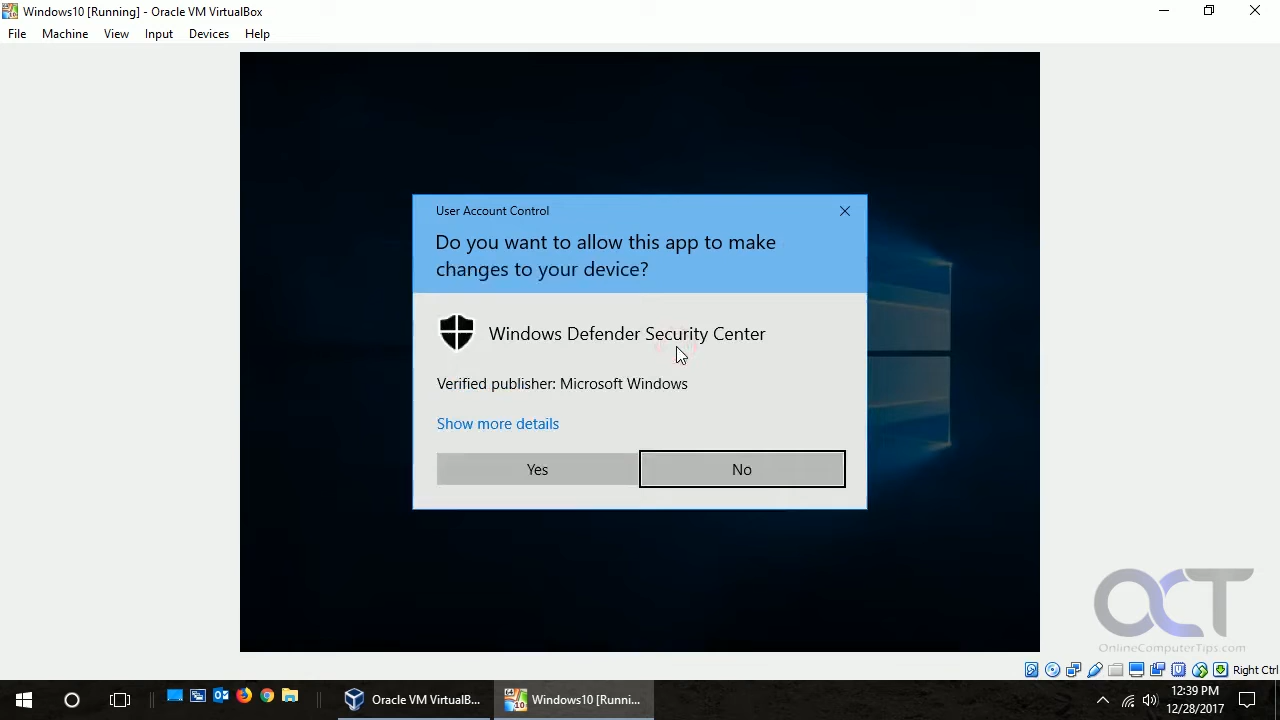 Windows10 [Running] - Oracle VM VirtualBox
File Machine View Input Devices Help
User Account Control
Do you want to allow this app to make
changes to your device?
Windows Defender Security Center
Verified publisher: Microsoft Windows
Show more details
Yes No
OCT
OnlineComputerTips.com
Right Ctrl
Oracle VM VirtualB... Windows10 [Runni...
12:39 PM
12/28/2017